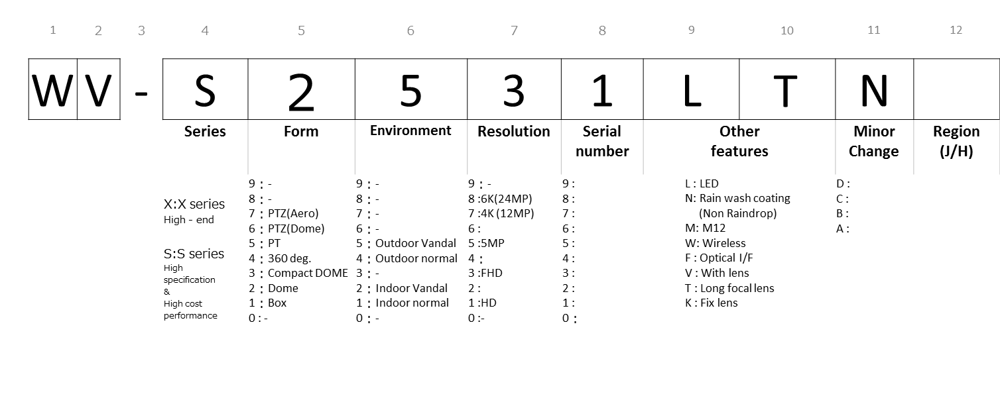 1 2 3 4 5 6 7 8 9 10 11 12
W V - S 2 5 3 1 L T N
Series Form Environment Resolution Serial number Other features Minor Change Region (J/H)
X:X series
High - end
S:S series
High
specification
&
High cost
performance
9 : -
8 : -
7 : PTZ(Aero)
6 : PTZ(Dome)
5 : PT
4 : 360 deg.
3 : Compact DOME
2 : Dome
1 : Box
0 : -
9 : -
8 : -
7 : -
6 : -
5 : Outdoor Vandal
4 : Outdoor normal
3 : -
2 : Indoor Vandal
1 : Indoor normal
0 : -
9 : -
8 :6K(24MP)
7 :4K (12MP)
6 :
5 :5MP
4 :
3 :FHD
2 :
1 :HD
0 :-
9 :
8 :
7 :
6 :
5 :
4 :
3 :
2 :
1 :
0 :
L : LED
N: Rain wash coating
(Non Raindrop)
M: M12
W: Wireless
F : Optical I/F
V : With lens
T : Long focal lens
K : Fix lens
D :
C :
B :
A :